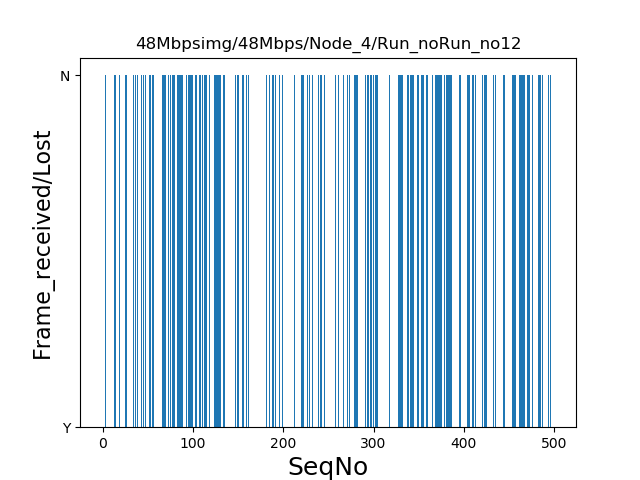 48Mbpsimg/48Mbps/Node_4/Run_noRun_no12
N
Frame_received/Lost
Y
0 100 200 300 400 500
SeqNo